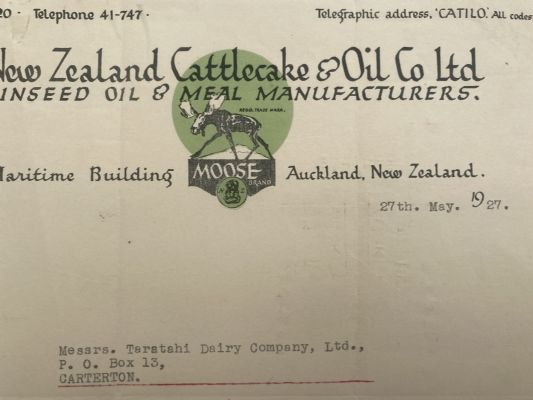 20 · Telephone 41-747 · Telegraphic address, 'CATILO.' All codes
New Zealand Cattlecake & Oil Co Ltd
INSEED OIL & MEAL MANUFACTURERS.
REGD. TRADE MARK.
Maritime Building
MOOSE
BRAND
N Z
Auckland, New Zealand.
27th. May. 1927.
Messrs. Taratahi Dairy Company, Ltd.,
P. O. Box 13,
CARTERTON.